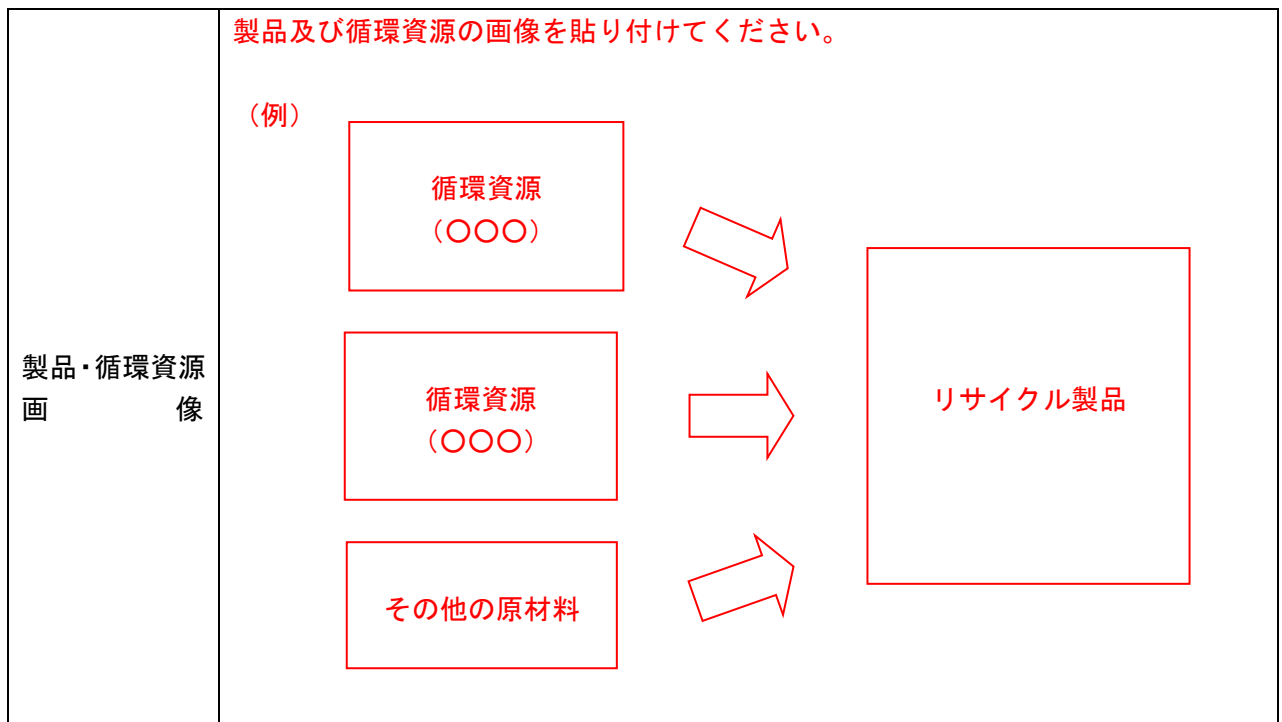 製品及び循環資源の画像を貼り付けてください。
（例）
循環資源
（〇〇〇）
循環資源
（〇〇〇）
その他の原材料
リサイクル製品
製品・循環資源
画　　　　　像